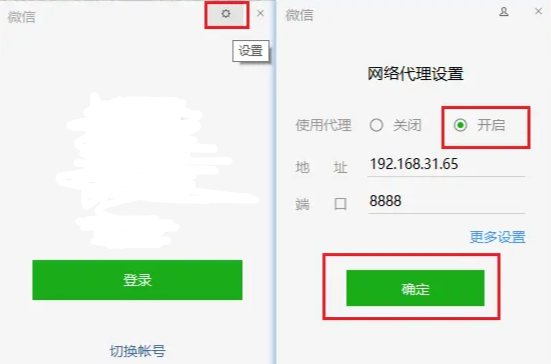 微信
设置
登录
切换帐号
微信
网络代理设置
使用代理 关闭 开启
地 址 192.168.31.65
端 口 8888
更多设置
确定